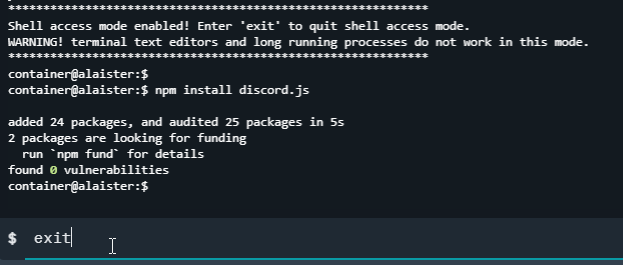 *********************************************************
Shell access mode enabled! Enter 'exit' to quit shell access mode.
WARNING! terminal text editors and long running processes do not work in this mode.
*********************************************************
container@alaister:$
container@alaister:$ npm install discord.js
added 24 packages, and audited 25 packages in 5s
2 packages are looking for funding
run `npm fund` for details
found 0 vulnerabilities
container@alaister:$
$ exit